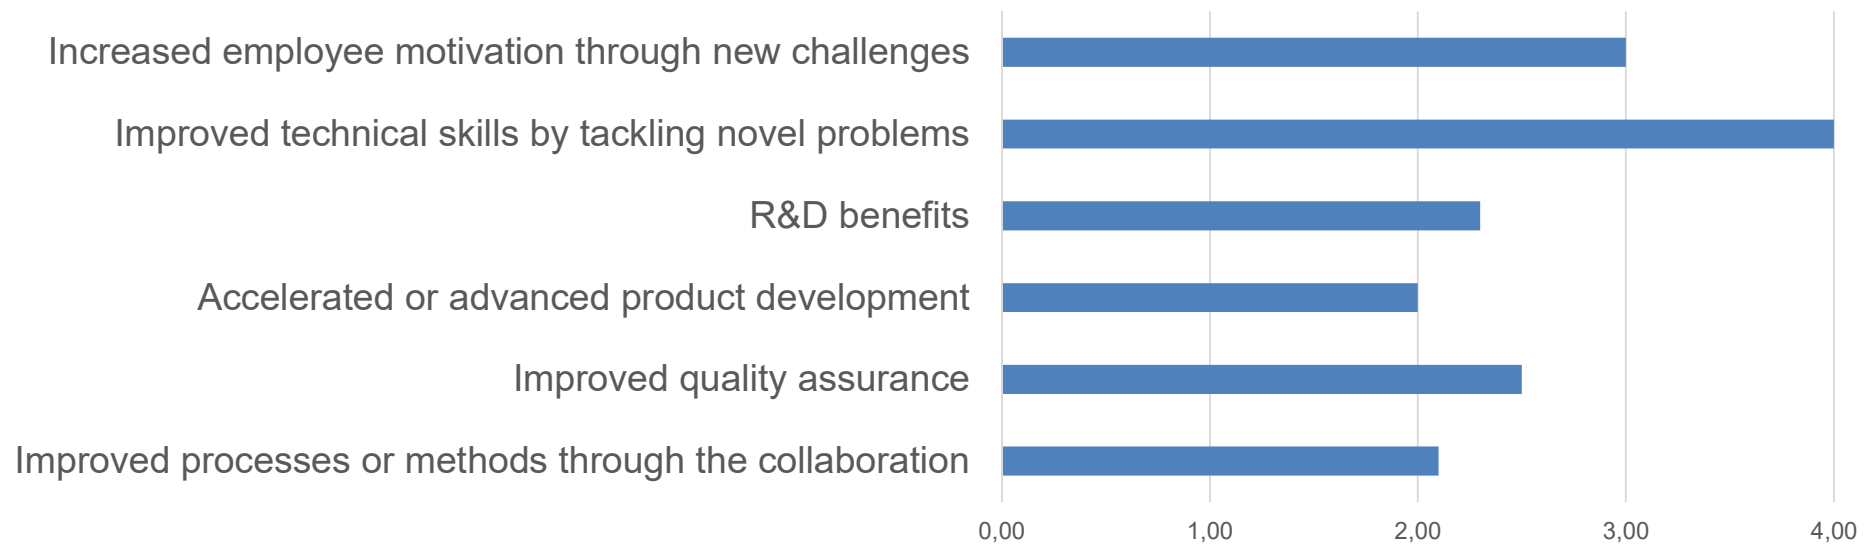 Increased employee motivation through new challenges
Improved technical skills by tackling novel problems
R&D benefits
Accelerated or advanced product development
Improved quality assurance
Improved processes or methods through the collaboration
0,00 1,00 2,00 3,00 4,00